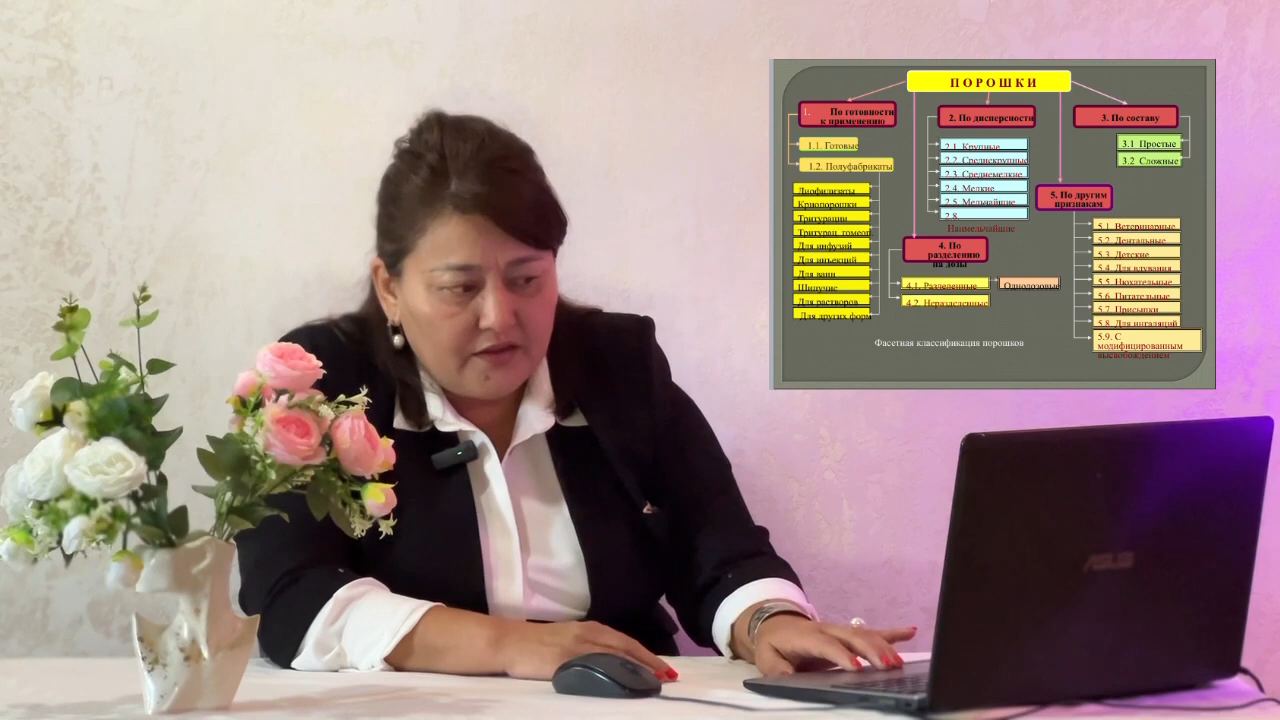 ПОРОШКИ
1. По готовности
к применению
1.1. Готовые
1.2. Полуфабрикаты
Лиофилизаты
Криопорошки
Тритурации
Тритурац. гомеоп.
Для инфузий
Для инъекций
Для ванн
Шипучие
Для растворов
Для других форм
2. По дисперсности
2.1. Крупные
2.2. Среднекрупные
2.3. Среднемелкие
2.4. Мелкие
2.5. Мельчайшие
2.8.
Наимельчайшие
3. По составу
3.1 Простые
3.2 Сложные
4. По
разделению
на дозы
4.1. Разделенные
Однодозовые
4.2. Неразделенные
5. По другим
признакам
5.1. Ветеринарные
5.2. Дентальные
5.3. Детские
5.4. Для вдувания
5.5. Нюхательные
5.6. Питательные
5.7. Присыпки
5.8. Для ингаляций
5.9. С
модифицированным
высвобождением
Фасетная классификация порошков
ASUS